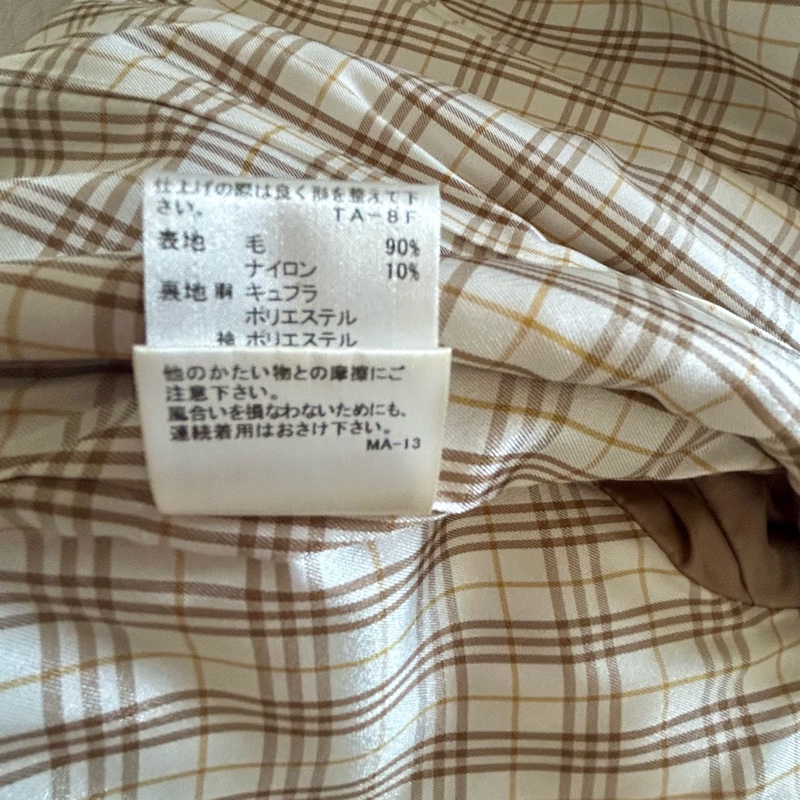 仕上げの際は良く形を整えて下
さい。 TA-8F
表地 毛 90%
ナイロン 10%
裏地 胴 キュプラ
ポリエステル
袖 ポリエステル
他のかたい物との摩擦にご
注意下さい。
風合いを損なわないためにも、
連続着用はおさけ下さい。
MA-13